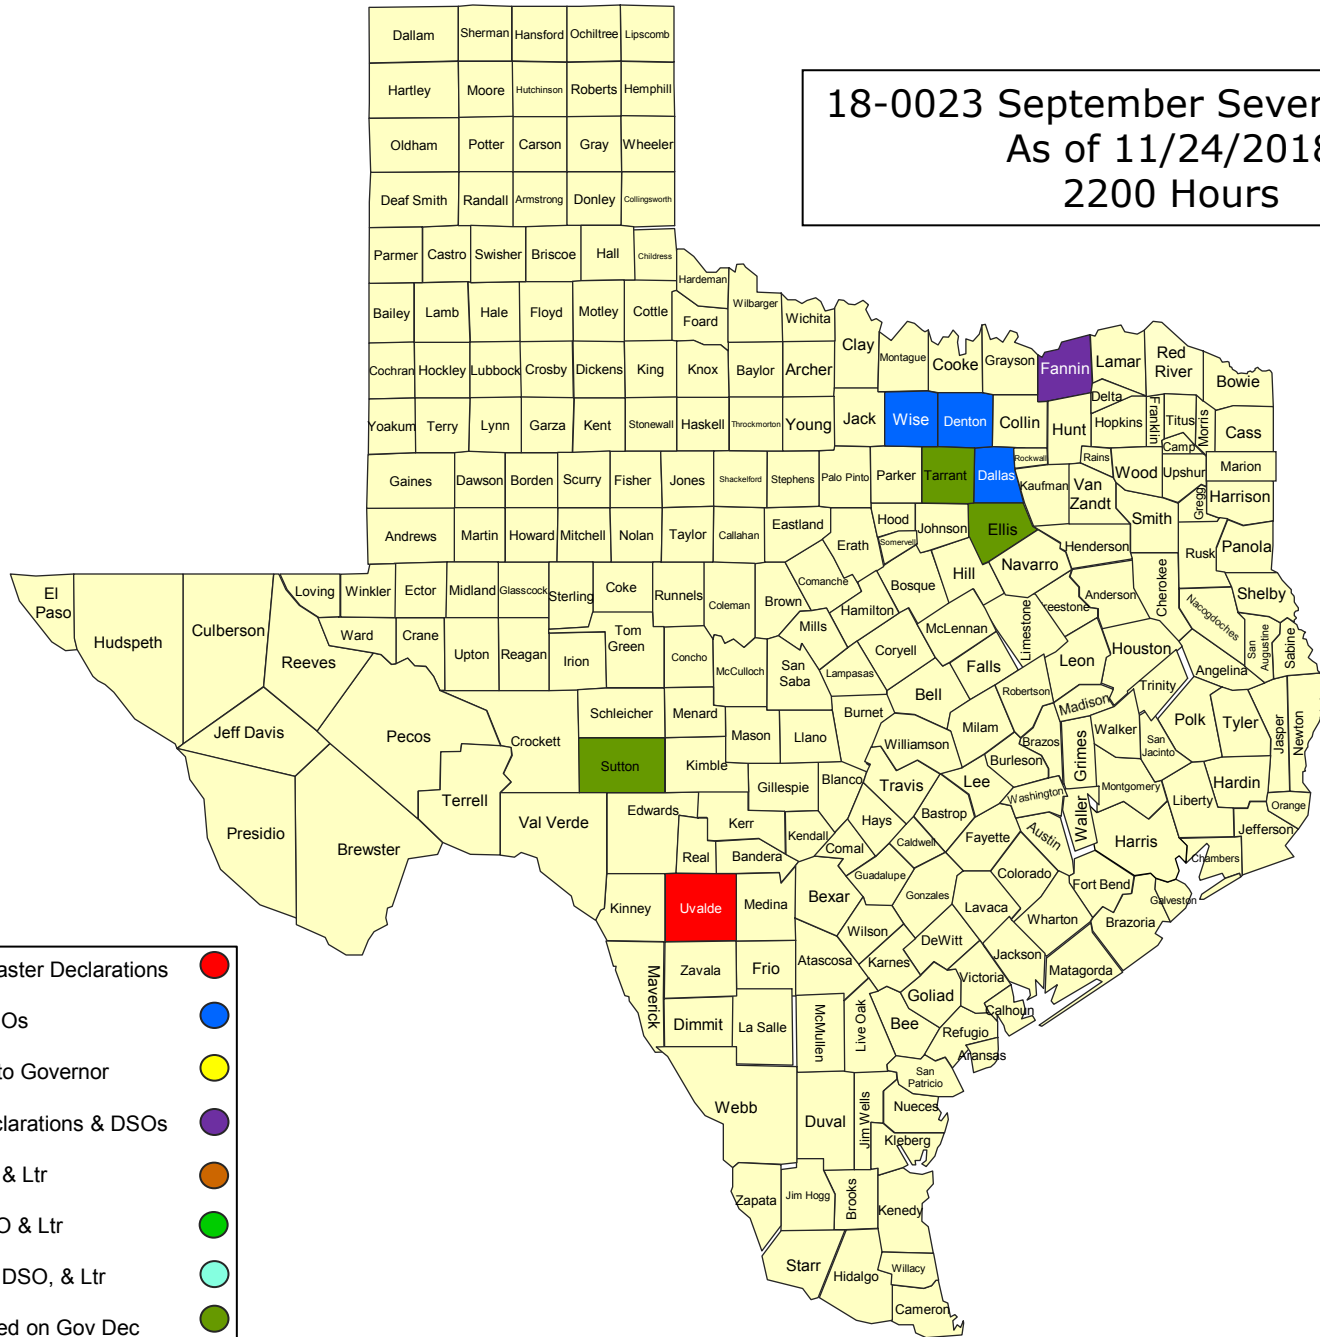 Dallam Sherman Hansford Ochiltree Lipscomb
Hartley Moore Hutchinson Roberts Hemphill
18-0023 September Sever
As of 11/24/2018
2200 Hours
Oldham Potter Carson Gray Wheeler
Deaf Smith Randall Armstrong Donley Collingsworth
Parmer Castro Swisher Briscoe Hall Childress
Hardeman
Bailey Lamb Hale Floyd Motley Cottle Foard Wilbarger Wichita
Clay Montague Cooke Grayson Fannin Lamar Red
River Bowie
Cochran Hockley Lubbock Crosby Dickens King Knox Baylor Archer
Yoakum Terry Lynn Garza Kent Stonewall Haskell Throckmorton Young Jack Wise Denton Collin Hunt Delta Hopkins Franklin Titus Morris Cass
Camp
Gaines Dawson Borden Scurry Fisher Jones Shackelford Stephens Palo Pinto Parker Tarrant Dallas Rockwall Kaufman Rains Van
Zandt Wood Upshur Marion
Gregg Harrison
Andrews Martin Howard Mitchell Nolan Taylor Callahan Eastland Erath Hood Somervell Johnson Ellis Henderson Smith Rusk Panola
El
Paso Hudspeth Culberson Loving Winkler Ector Midland Glasscock Sterling Coke Runnels Coleman Brown Comanche Hamilton Bosque Hill Navarro Anderson Cherokee Nacogdoches Shelby
Reeves Ward Crane Upton Reagan Irion Tom
Green Concho McCulloch San
Saba Mills Lampasas Coryell McLennan Limestone reestone Falls Leon Houston Angelina San
Augustine Sabine
Jeff Davis Pecos Crockett Schleicher Menard Mason Llano Burnet Bell Milam Robertson Madison Trinity Polk Tyler Jasper Newton
Sutton Kimble Gillespie Blanco Williamson Travis Lee Burleson Brazos Grimes Walker San
Jacinto
Presidio Brewster Terrell Val Verde Edwards Kerr Kendall Hays Bastrop Washington Waller Montgomery Liberty Hardin Orange
Real Bandera Comal Caldwell Fayette Austin Harris Jefferson Chambers
Kinney Uvalde Medina Bexar Guadalupe Gonzales Lavaca Colorado Fort Bend Galveston
Wilson DeWitt Wharton Brazoria
Maverick Zavala Frio Atascosa Karnes Jackson Matagorda
Victoria
Dimmit La Salle McMullen Live Oak Goliad Bee Calhoun Refugio Aransas
San
Patricio
Webb Duval Jim Wells Nueces
Kleberg
Zapata Jim Hogg Brooks Kenedy
Starr Hidalgo Willacy
Cameron
aster Declarations
Os
to Governor
clarations & DSOs
& Ltr
O & Ltr
DSO, & Ltr
ed on Gov Dec